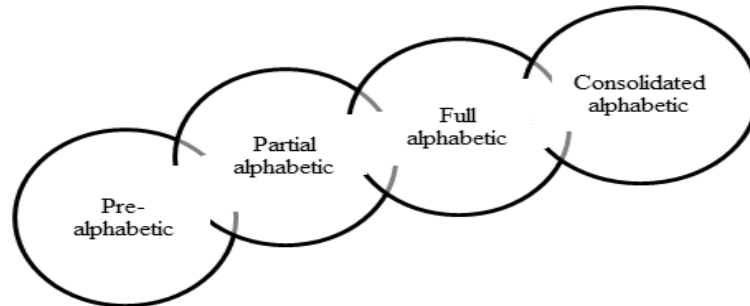 Pre-
alphabetic
Partial
alphabetic
Full
alphabetic
Consolidated
alphabetic